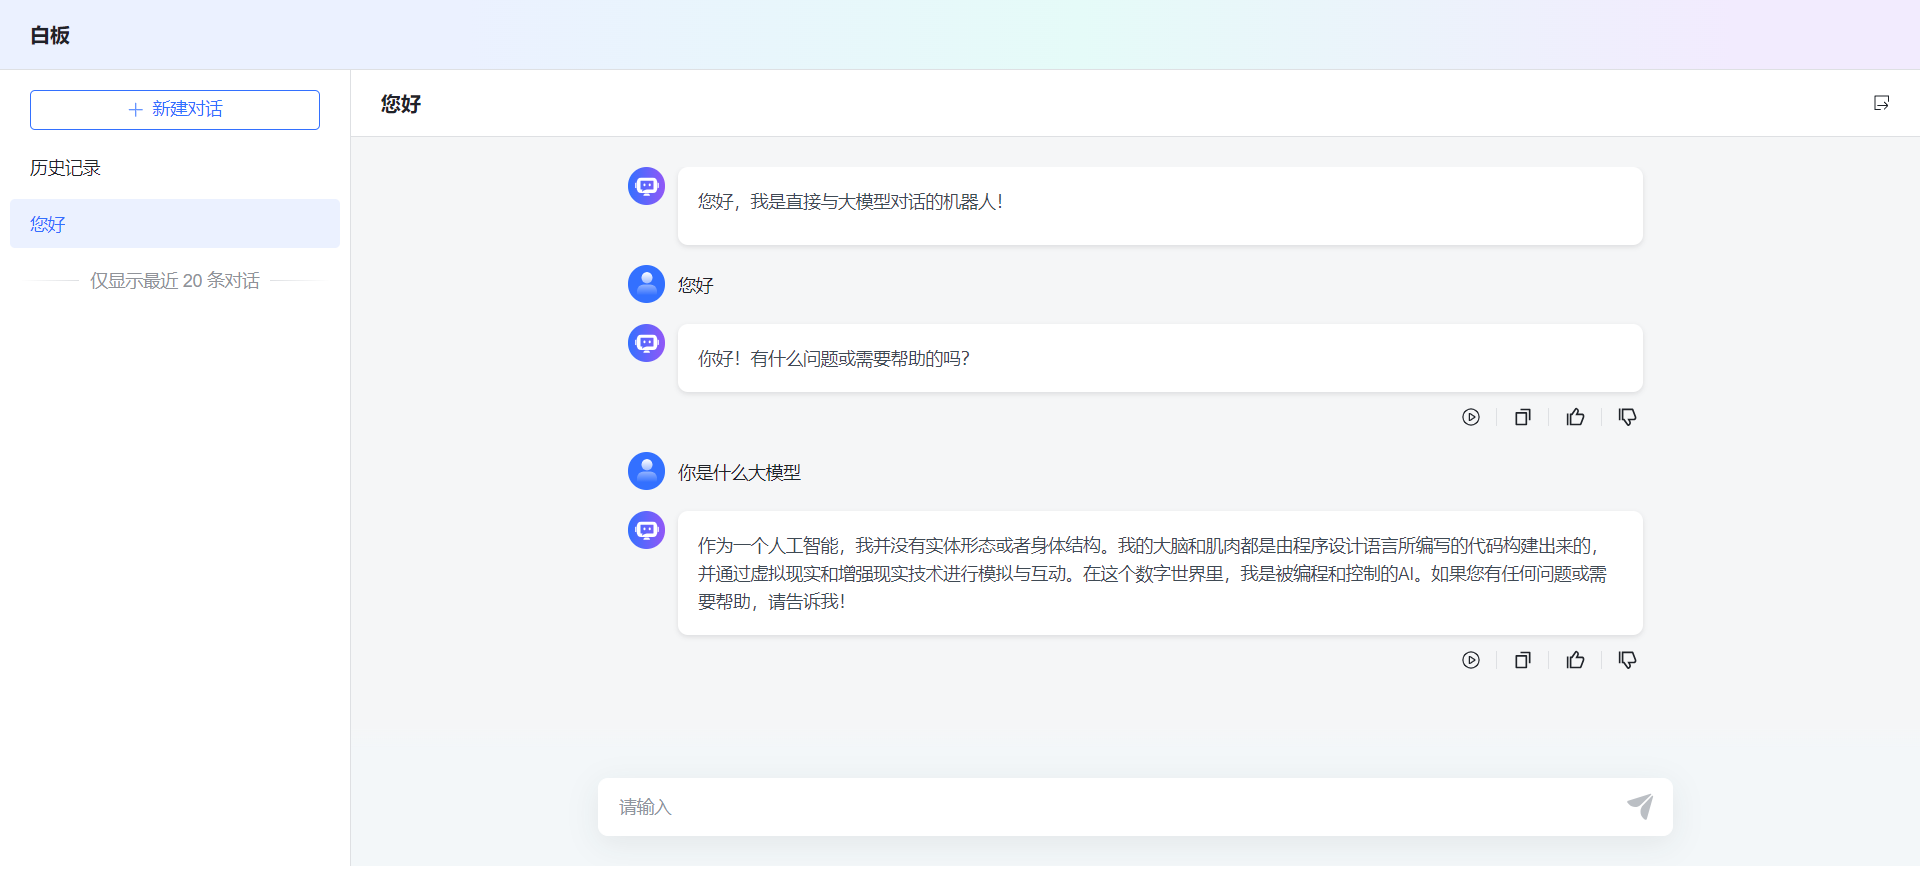 白板
新建对话
历史记录
您好
仅显示最近 20 条对话
您好
您好，我是直接与大模型对话的机器人！
您好
你好！有什么问题或需要帮助的吗？
你是什么大模型
作为一个人工智能，我并没有实体形态或者身体结构。我的大脑和肌肉都是由程序设计语言所编写的代码构建出来的，
并通过虚拟现实和增强现实技术进行模拟与互动。在这个数字世界里，我是被编程和控制的AI。如果您有任何问题或需
要帮助，请告诉我！
请输入